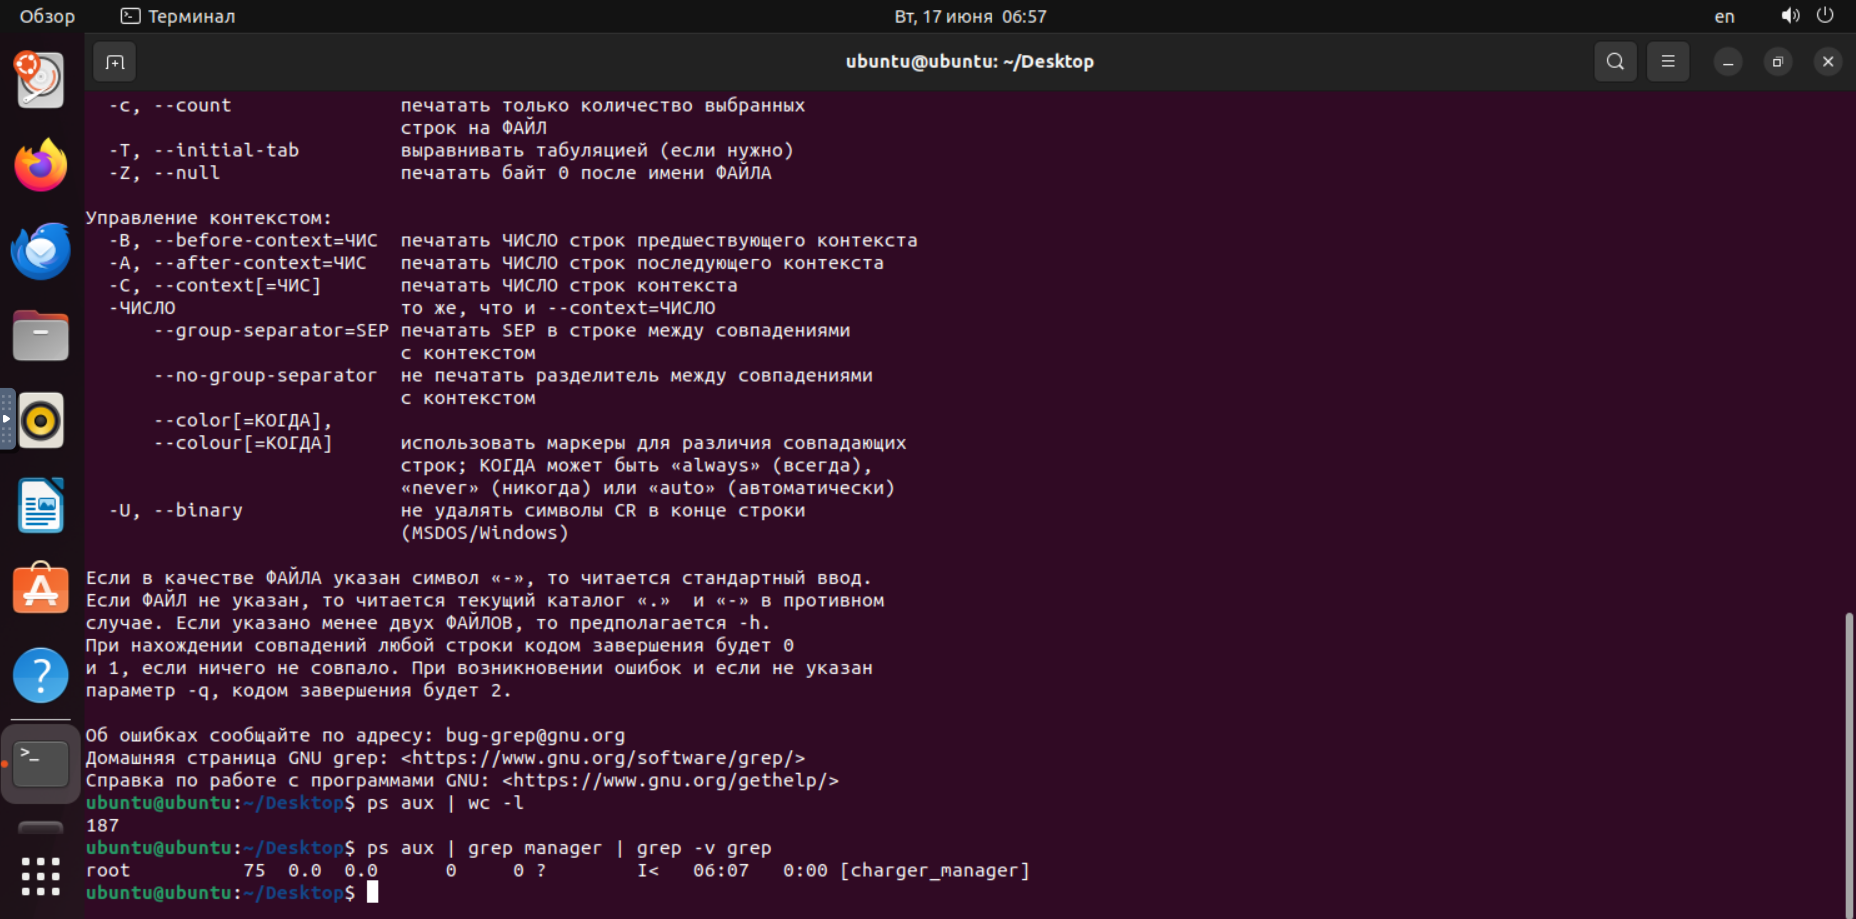 Обзор
Терминал
Вт, 17 июня 06:57
en
ubuntu@ubuntu: ~/Desktop
-c, --count печатать только количество выбранных
строк на ФАЙЛ
-T, --initial-tab выравнивать табуляцией (если нужно)
-Z, --null печатать байт 0 после имени ФАЙЛА
Управление контекстом:
-B, --before-context=ЧИС печатать ЧИСЛО строк предшествующего контекста
-A, --after-context=ЧИС печатать ЧИСЛО строк последующего контекста
-C, --context[=ЧИС] печатать ЧИСЛО строк контекста
-ЧИСЛО то же, что и --context=ЧИСЛО
--group-separator=SEP печатать SEP в строке между совпадениями
с контекстом
--no-group-separator не печатать разделитель между совпадениями
с контекстом
--color[=КОГДА],
--colour[=КОГДА] использовать маркеры для различия совпадающих
строк; КОГДА может быть «always» (всегда),
«never» (никогда) или «auto» (автоматически)
-U, --binary не удалять символы CR в конце строки
(MSDOS/Windows)
Если в качестве ФАЙЛА указан символ «-», то читается стандартный ввод.
Если ФАЙЛ не указан, то читается текущий каталог «.» и «-» в противном
случае. Если указано менее двух ФАЙЛОВ, то предполагается -h.
При нахождении совпадений любой строки кодом завершения будет 0
и 1, если ничего не совпало. При возникновении ошибок и если не указан
параметр -q, кодом завершения будет 2.
Об ошибках сообщайте по адресу: bug-grep@gnu.org
Домашняя страница GNU grep: <https://www.gnu.org/software/grep/>
Справка по работе с программами GNU: <https://www.gnu.org/gethelp/>
ubuntu@ubuntu:~/Desktop$ ps aux | wc -l
187
ubuntu@ubuntu:~/Desktop$ ps aux | grep manager | grep -v grep
root 75 0.0 0.0 0 0 ? I< 06:07 0:00 [charger_manager]
ubuntu@ubuntu:~/Desktop$